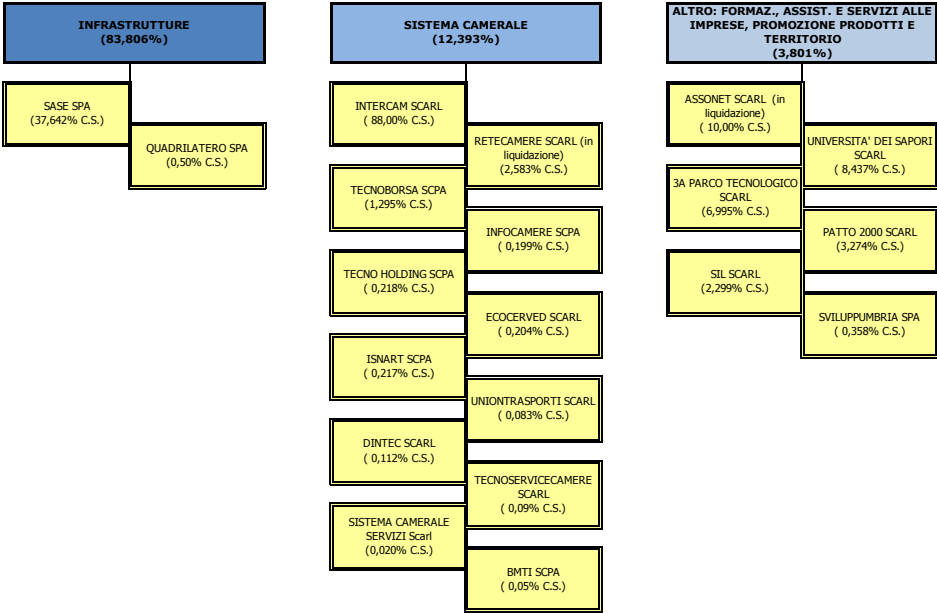 INFRASTRUTTURE
(83,806%)
SASE SPA
(37,642% C.S.)
QUADRILATERO SPA
(0,50% C.S.)
SISTEMA CAMERALE
(12,393%)
INTERCAM SCARL
( 88,00% C.S.)
RETECAMERE SCARL (in
liquidazione)
(2,583% C.S.)
TECNOBORSA SCPA
(1,295% C.S.)
INFOCAMERE SCPA
( 0,199% C.S.)
TECNO HOLDING SCPA
( 0,218% C.S.)
ECOCERVED SCARL
( 0,204% C.S.)
ISNART SCPA
( 0,217% C.S.)
UNIONTRASPORTI SCARL
( 0,083% C.S.)
DINTEC SCARL
( 0,112% C.S.)
TECNOSERVICECAMERE
SCARL
( 0,09% C.S.)
SISTEMA CAMERALE
SERVIZI Scarl
(0,020% C.S.)
BMTI SCPA
( 0,05% C.S.)
ALTRO: FORMAZ., ASSIST. E SERVIZI ALLE
IMPRESE, PROMOZIONE PRODOTTI E
TERRITORIO
(3,801%)
ASSONET SCARL (in
liquidazione)
( 10,00% C.S.)
UNIVERSITA' DEI SAPORI
SCARL
( 8,437% C.S.)
3A PARCO TECNOLOGICO
SCARL
(6,995% C.S.)
PATTO 2000 SCARL
(3,274% C.S.)
SIL SCARL
(2,299% C.S.)
SVILUPPUMBRIA SPA
( 0,358% C.S.)